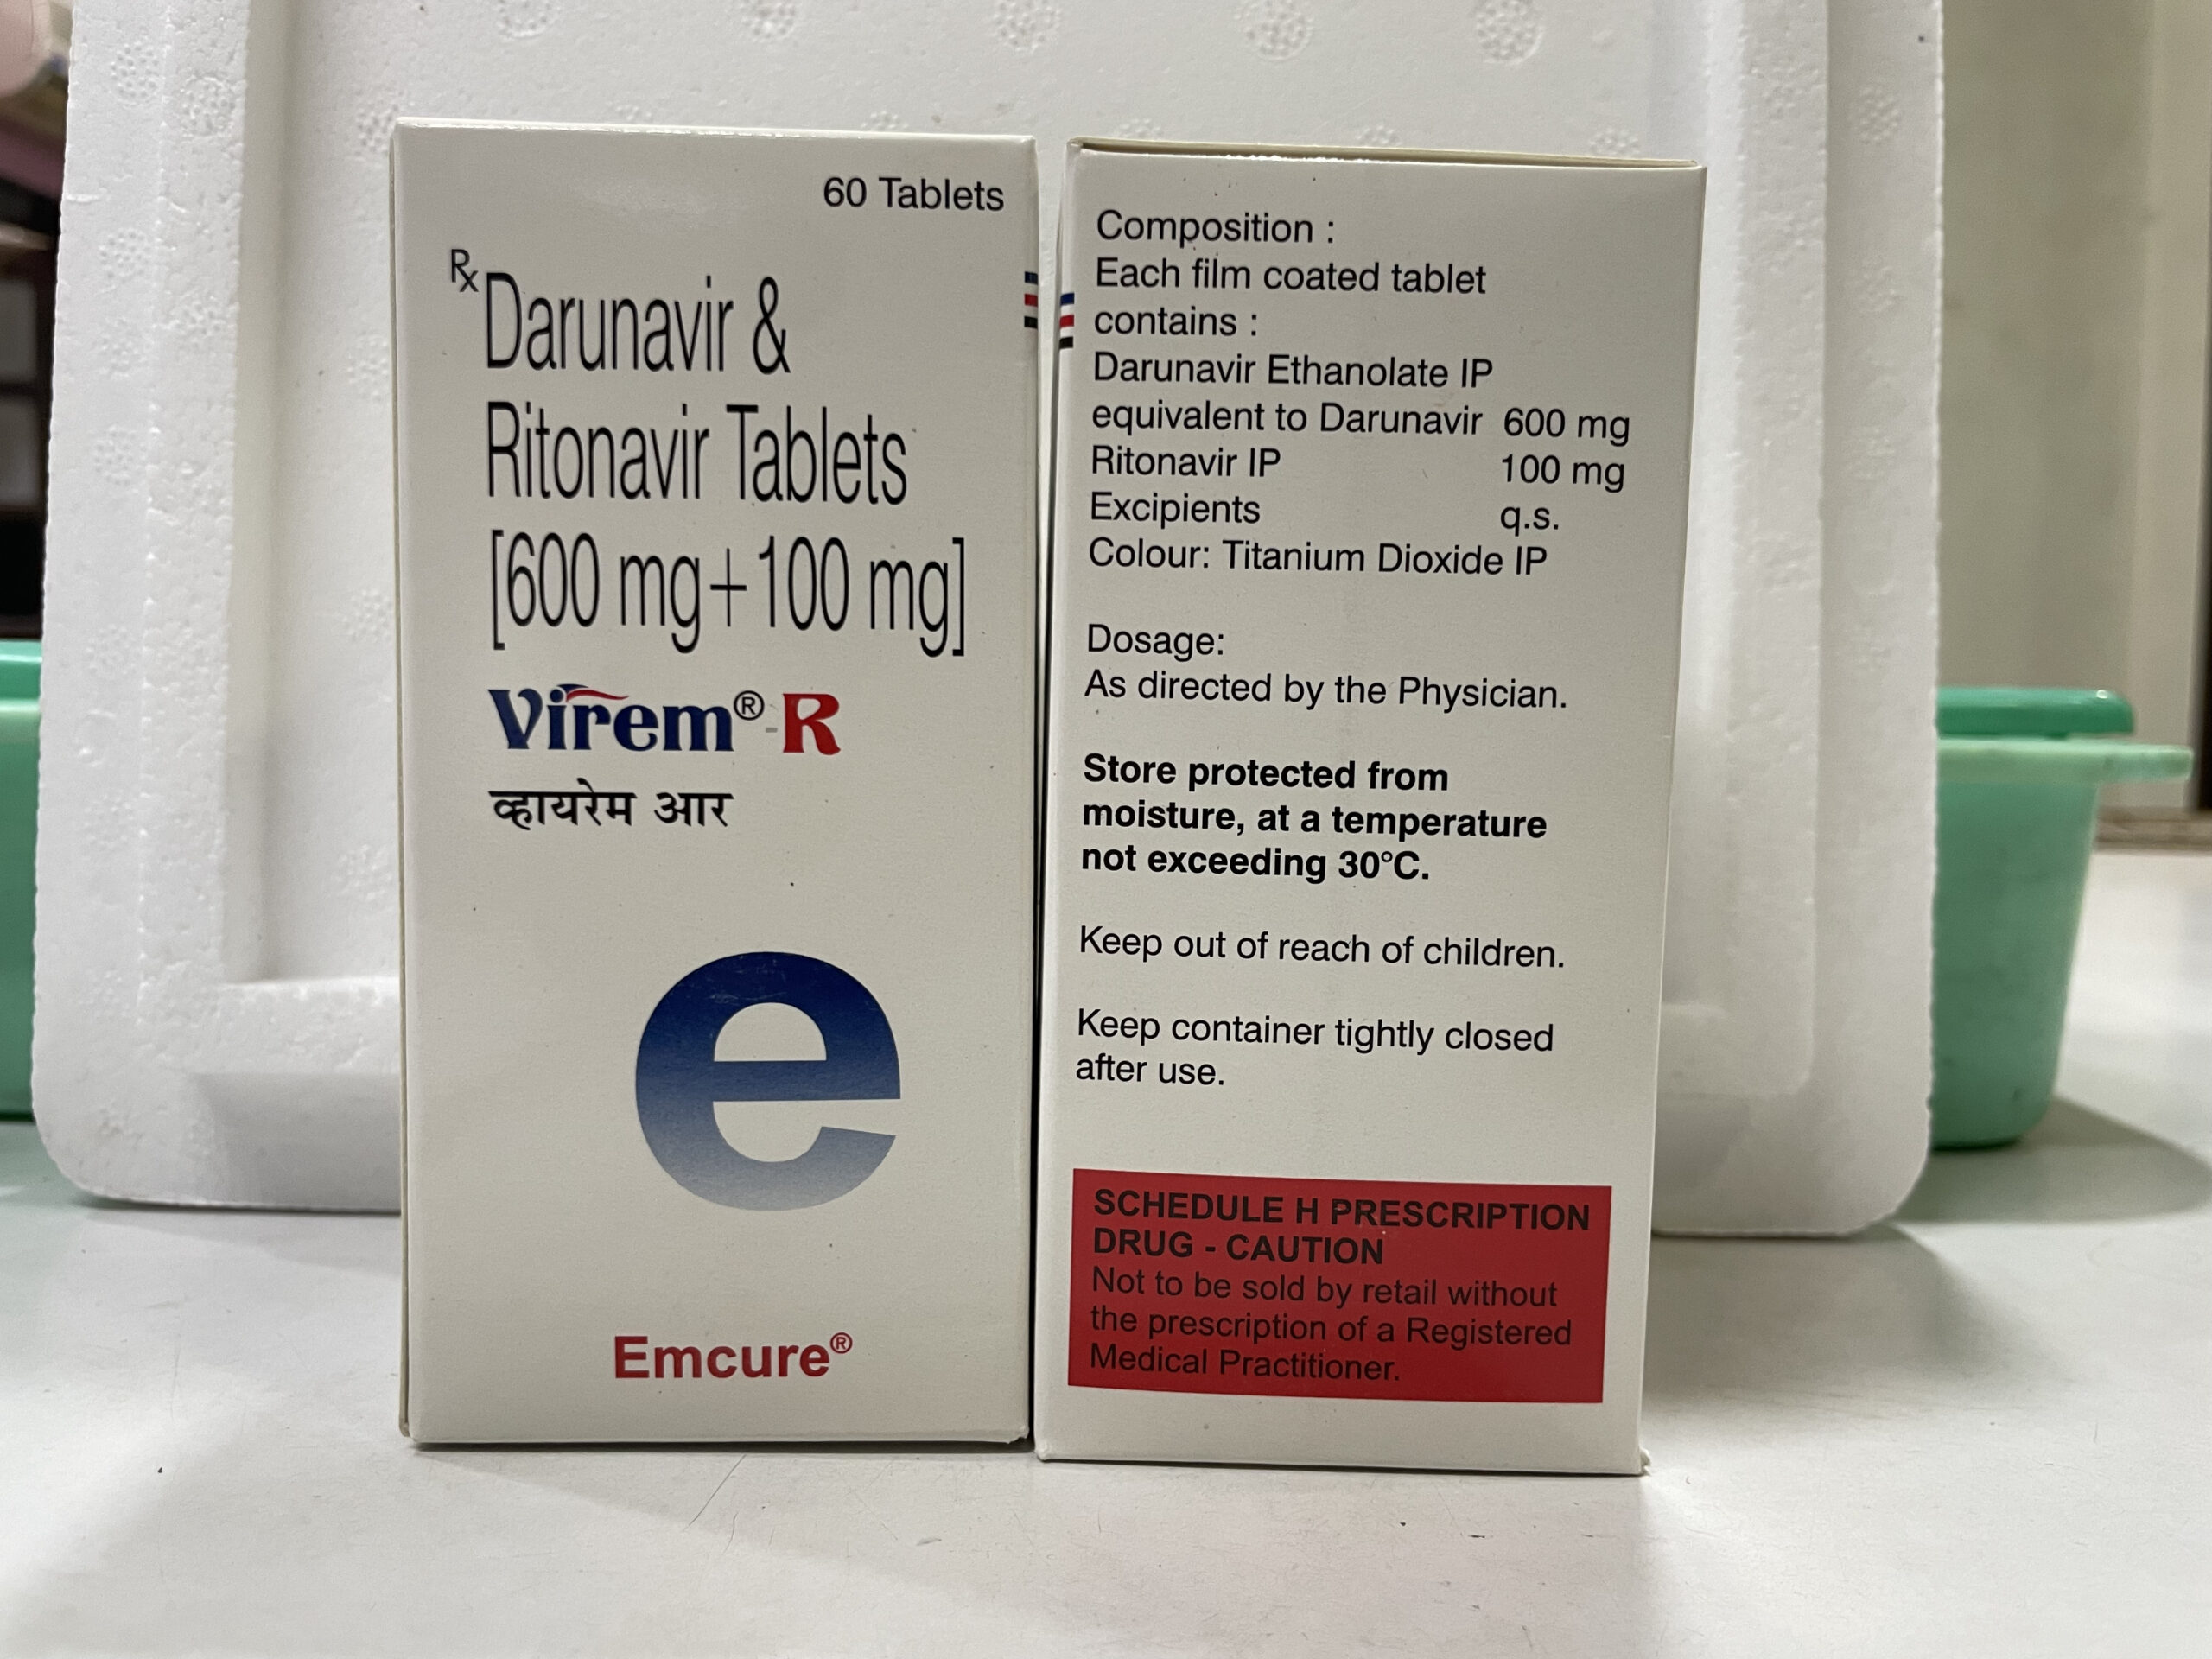 60 Tablets
Rx Darunavir &
Ritonavir Tablets
[600 mg+100 mg]
Virem®-R
व्हायरेम आर
e
Emcure®
Composition :
Each film coated tablet
contains :
Darunavir Ethanolate IP
equivalent to Darunavir 600 mg
Ritonavir IP 100 mg
Excipients q.s.
Colour: Titanium Dioxide IP
Dosage:
As directed by the Physician.
Store protected from
moisture, at a temperature
not exceeding 30°C.
Keep out of reach of children.
Keep container tightly closed
after use.
SCHEDULE H PRESCRIPTION
DRUG - CAUTION
Not to be sold by retail without
the prescription of a Registered
Medical Practitioner.